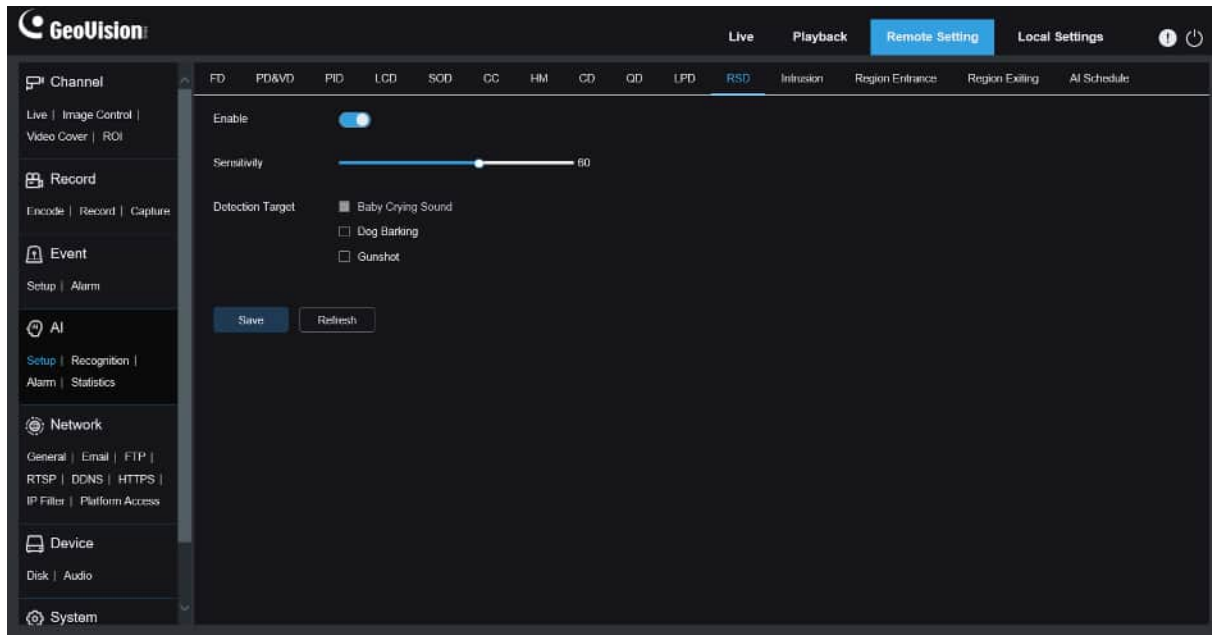 GeoVision
Live Playback Remote Setting Local Settings
Channel
Live | Image Control |
Video Cover | ROI
Record
Encode | Record | Capture
Event
Setup | Alarm
AI
Setup | Recognition |
Alarm | Statistics
Network
General | Email | FTP |
RTSP | DDNS | HTTPS |
IP Filter | Platform Access
Device
Disk | Audio
System
FD PD&VD PID LCD SOD CC HM CD QD LPD RSD Intrusion Region Entrance Region Exiting AI Schedule
Enable
Sensitivity 60
Detection Target Baby Crying Sound
Dog Barking
Gunshot
Save Refresh